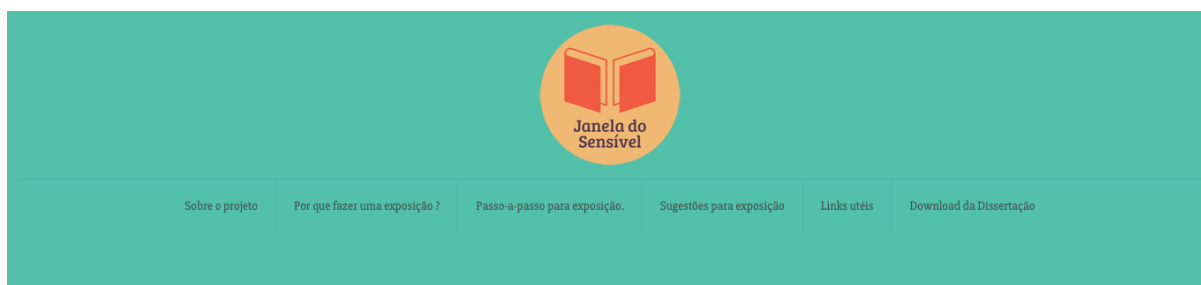 Janela do
Sensível
Sobre o projeto
Por que fazer uma exposição ?
Passo-a-passo para exposição.
Sugestões para exposição
Links utéis
Download da Dissertação